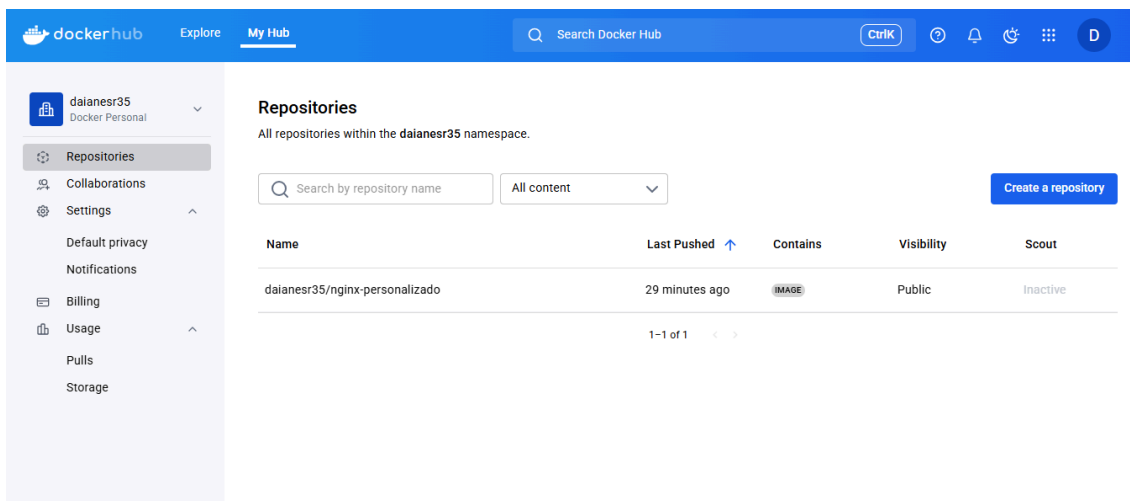 dockerhub Explore My Hub Search Docker Hub CtrlK D
daianesr35
Docker Personal
Repositories
Collaborations
Settings
Default privacy
Notifications
Billing
Usage
Pulls
Storage
Repositories
All repositories within the daianesr35 namespace.
Search by repository name All content Create a repository
Name Last Pushed Contains Visibility Scout
daianesr35/nginx-personalizado 29 minutes ago IMAGE Public Inactive
1–1 of 1